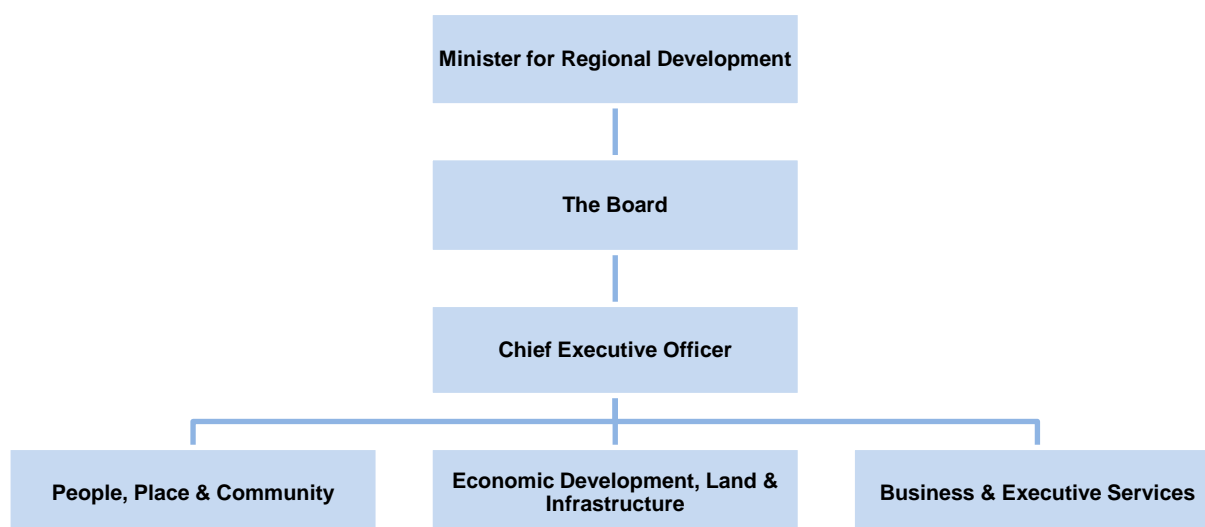 Minister for Regional Development
The Board
Chief Executive Officer
People, Place & Community
Economic Development, Land &
Infrastructure
Business & Executive Services